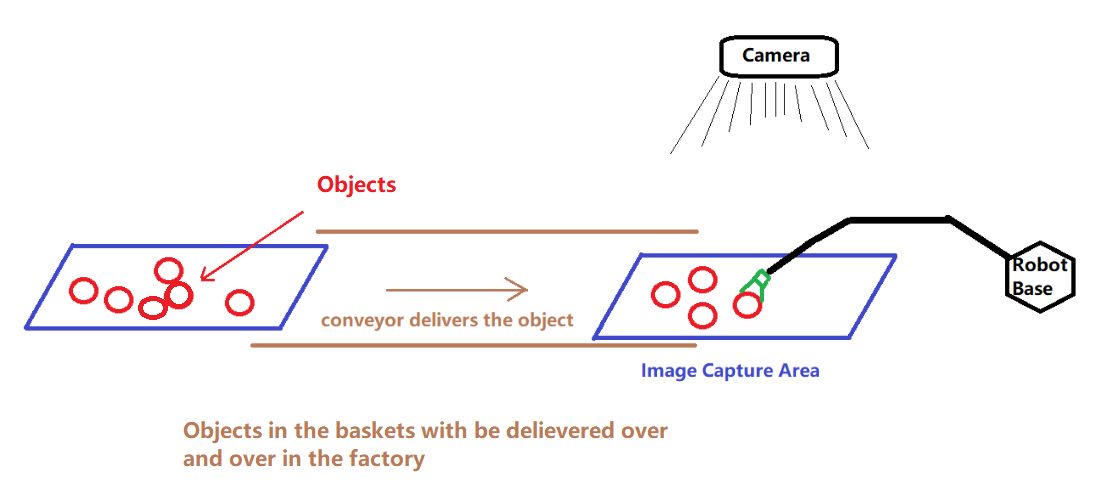 Camera
Objects
Robot
Base
conveyor delivers the object
Image Capture Area
Objects in the baskets with be delievered over
and over in the factory